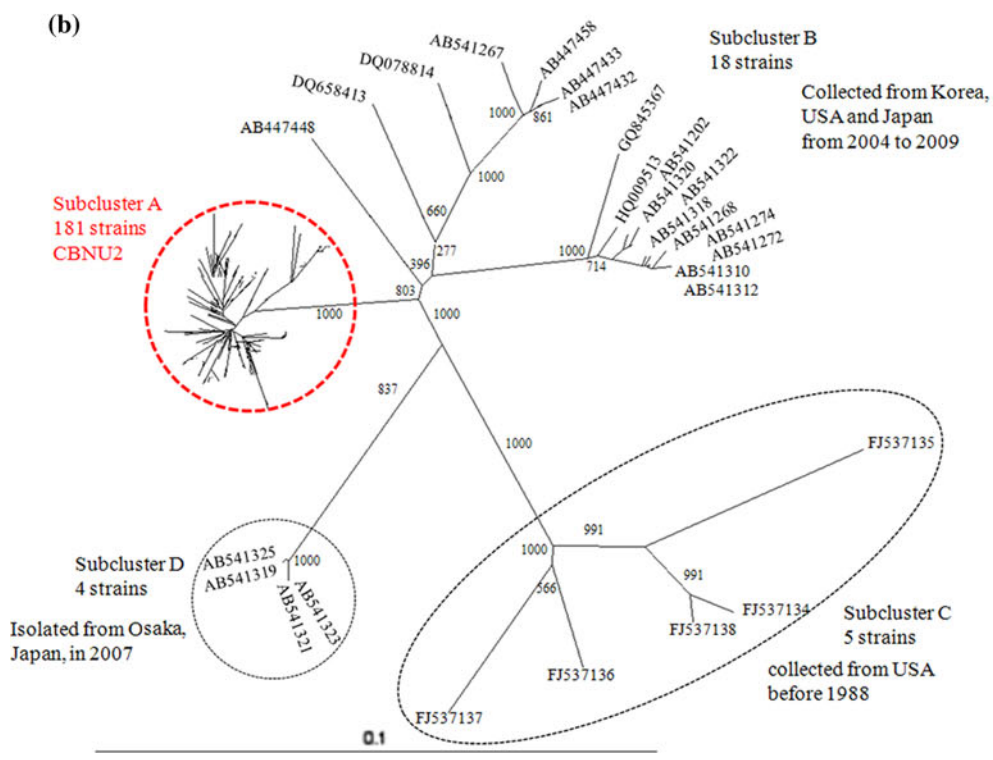 (b)
AB541267
AB447458
AB447433
AB447432
DQ078814
DQ658413
AB447448
1000
861
1000
660
277
396
803
1000
Subcluster B
18 strains
Collected from Korea,
USA and Japan
from 2004 to 2009
GQ845367
HQ009513
AB541202
AB541320
AB541322
AB541318
AB541268
AB541274
AB541272
AB541310
AB541312
1000
714
Subcluster A
181 strains
CBNU2
1000
837
1000
FJ537135
991
1000
566
991
FJ537134
FJ537138
FJ537136
FJ537137
Subcluster C
5 strains
collected from USA
before 1988
Subcluster D
4 strains
AB541325
AB541319
1000
AB541323
AB541321
Isolated from Osaka,
Japan, in 2007
0.1